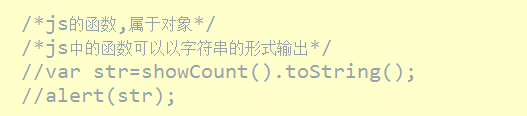 /*js的函数,属于对象*/
/*js中的函数可以以字符串的形式输出*/
//var str=showCount().toString();
//alert(str);